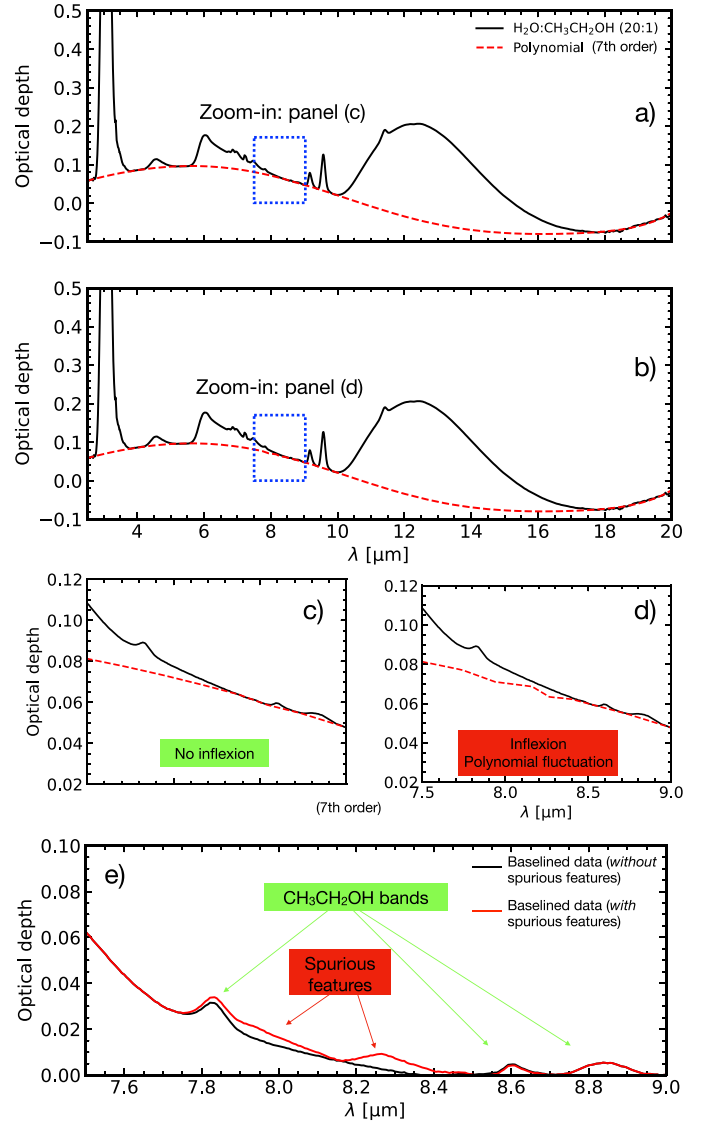 0.5
0.4
0.3
0.2
0.1
0.0
−0.1
Optical depth
H₂O:CH₃CH₂OH (20:1)
Polynomial (7th order)
Zoom-in: panel (c)
a)
0.5
0.4
0.3
0.2
0.1
0.0
−0.1
Optical depth
Zoom-in: panel (d)
b)
4 6 8 10 12 14 16 18 20
λ [μm]
0.12
0.10
0.08
0.06
0.04
0.02
Optical depth
c)
No inflexion
(7th order)
0.12
0.10
0.08
0.06
0.04
0.02
d)
Inflexion
Polynomial fluctuation
7.5 8.0 8.5 9.0
λ [μm]
0.10
0.08
0.06
0.04
0.02
0.00
Optical depth
e)
CH₃CH₂OH bands
Spurious
features
Baselined data (without
spurious features)
Baselined data (with
spurious features)
7.6 7.8 8.0 8.2 8.4 8.6 8.8 9.0
λ [μm]